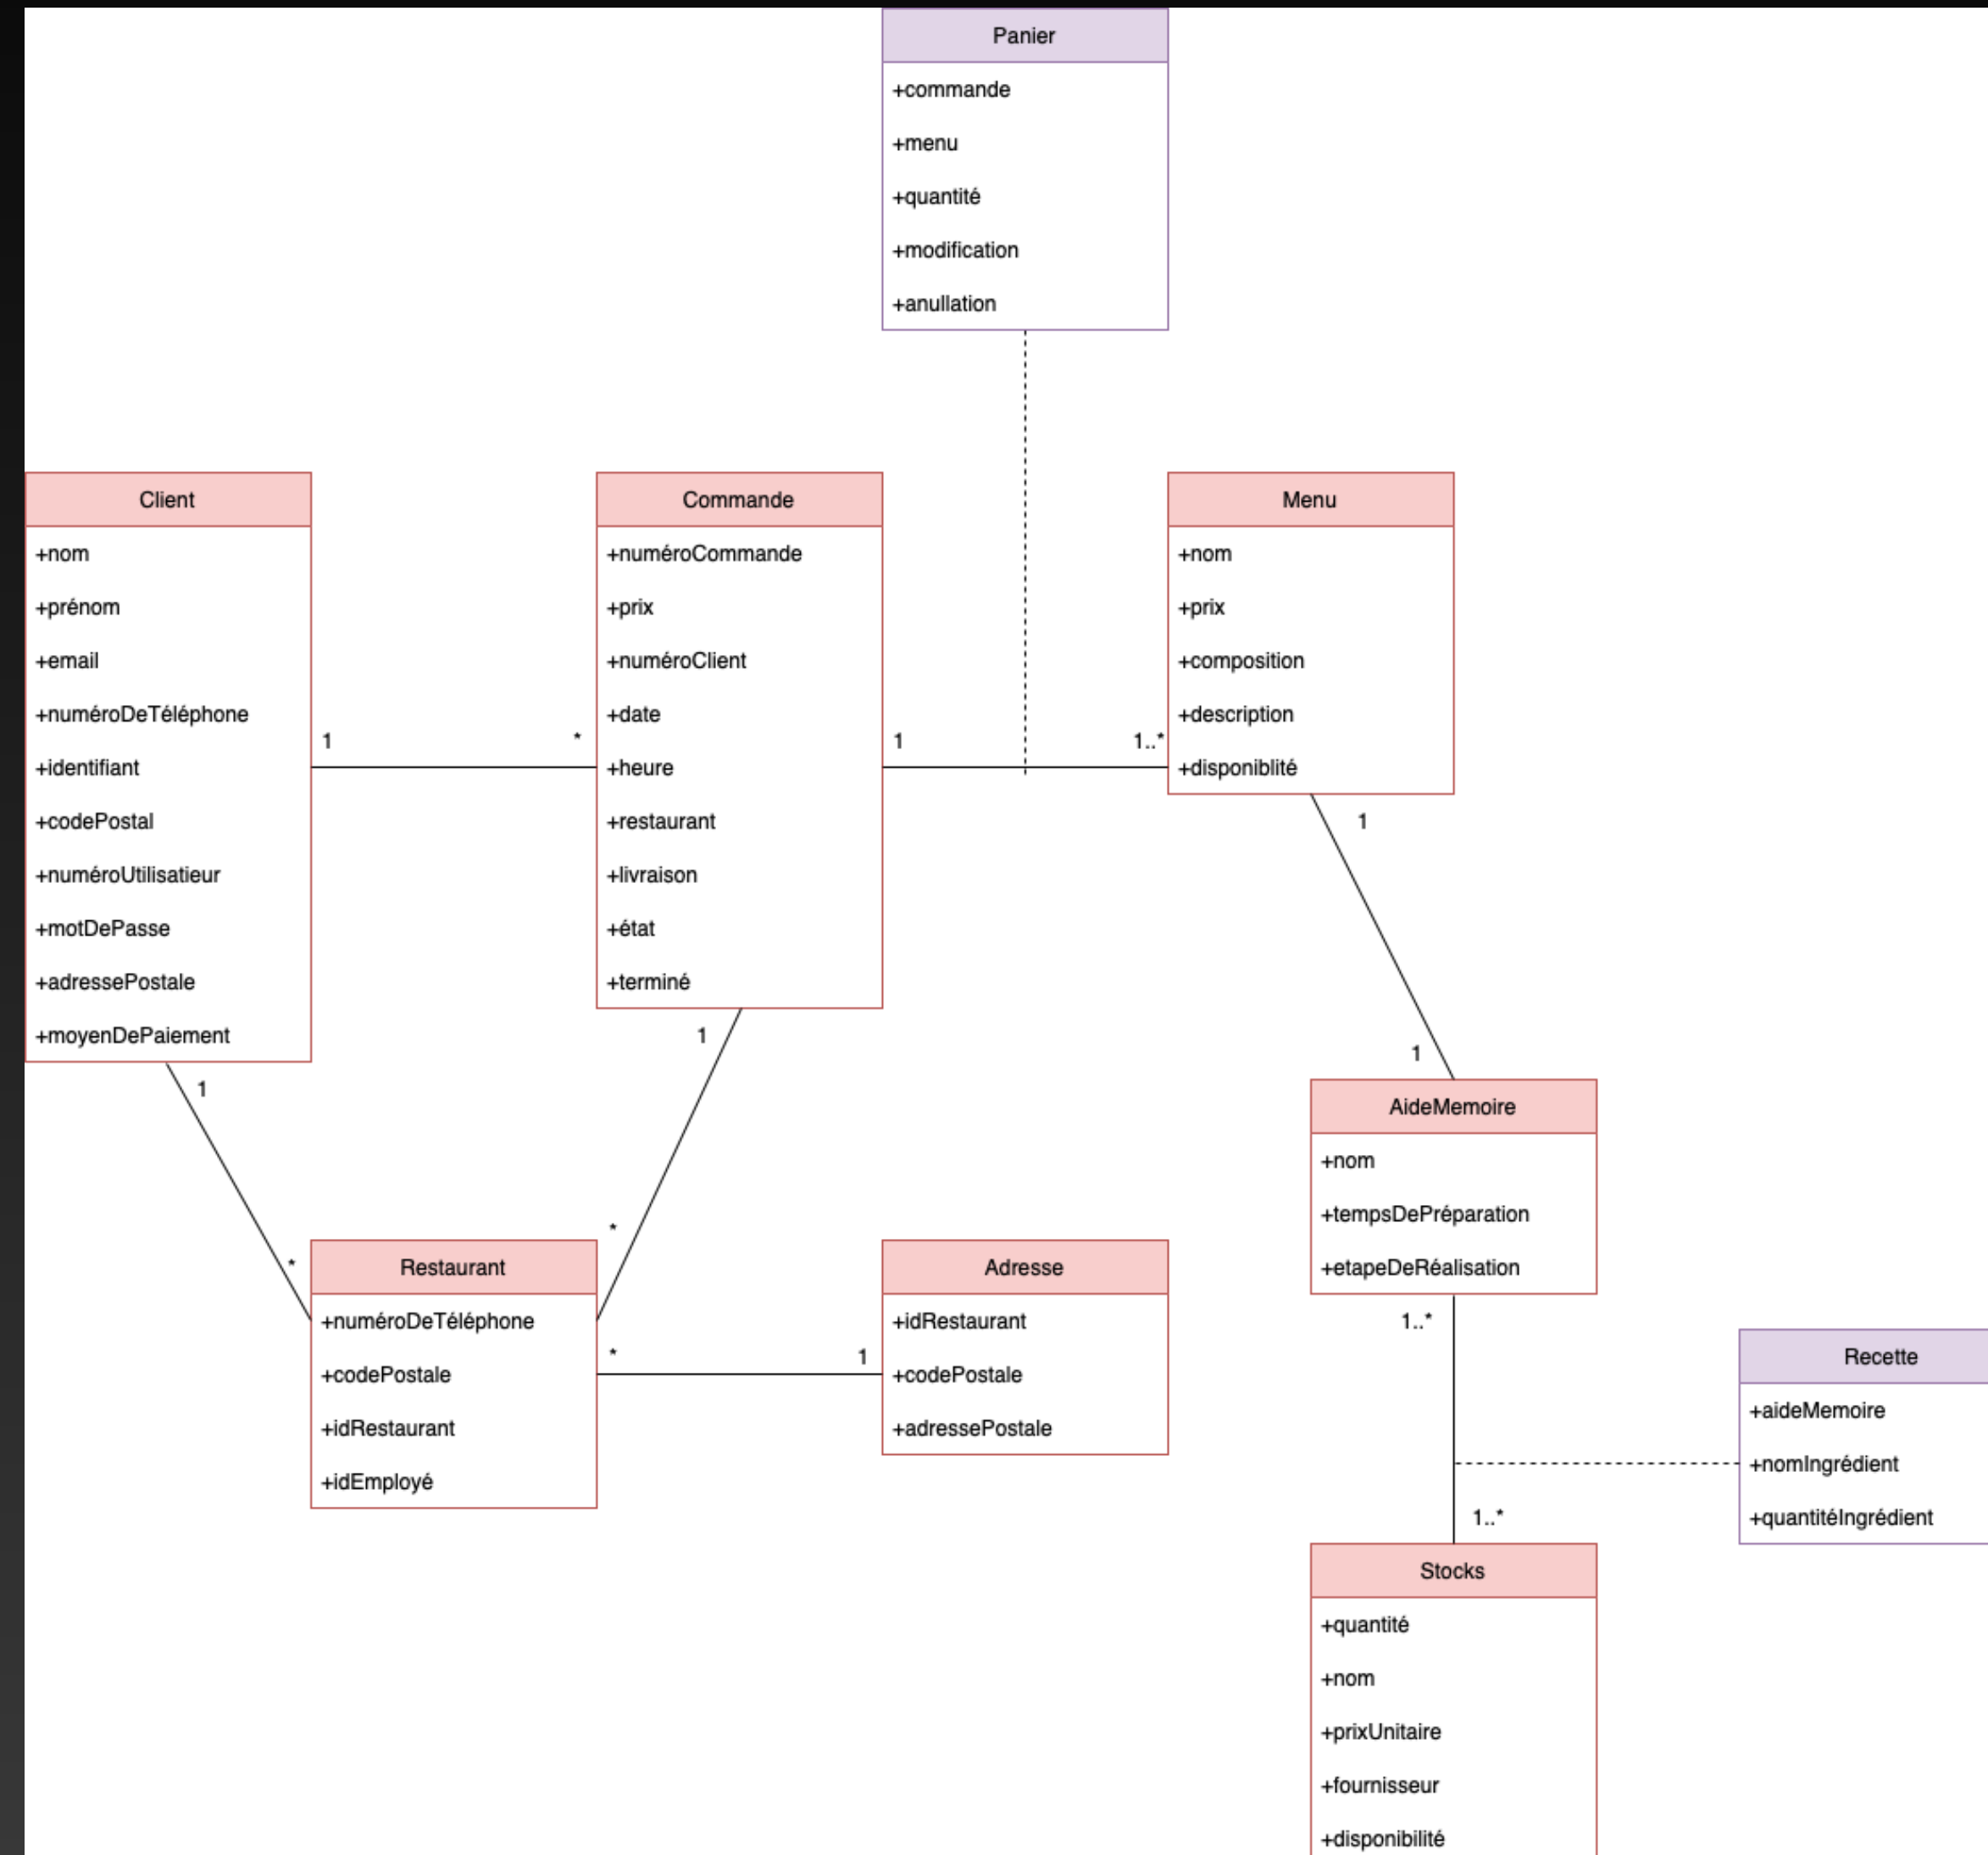 Panier
+commande
+menu
+quantité
+modification
+anullation
Client
+nom
+prénom
+email
+numéroDeTéléphone
+identifiant
+codePostal
+numéroUtilisatieur
+motDePasse
+adressePostale
+moyenDePaiement
1
*
Commande
+numéroCommande
+prix
+numéroClient
+date
+heure
+restaurant
+livraison
+état
+terminé
1
1..*
Menu
+nom
+prix
+composition
+description
+disponiblité
1
1
1
*
1
*
Restaurant
+numéroDeTéléphone
+codePostale
+idRestaurant
+idEmployé
*
1
Adresse
+idRestaurant
+codePostale
+adressePostale
AideMemoire
+nom
+tempsDePréparation
+etapeDeRéalisation
1..*
1..*
Recette
+aideMemoire
+nomIngrédient
+quantitéIngrédient
Stocks
+quantité
+nom
+prixUnitaire
+fournisseur
+disponibilité